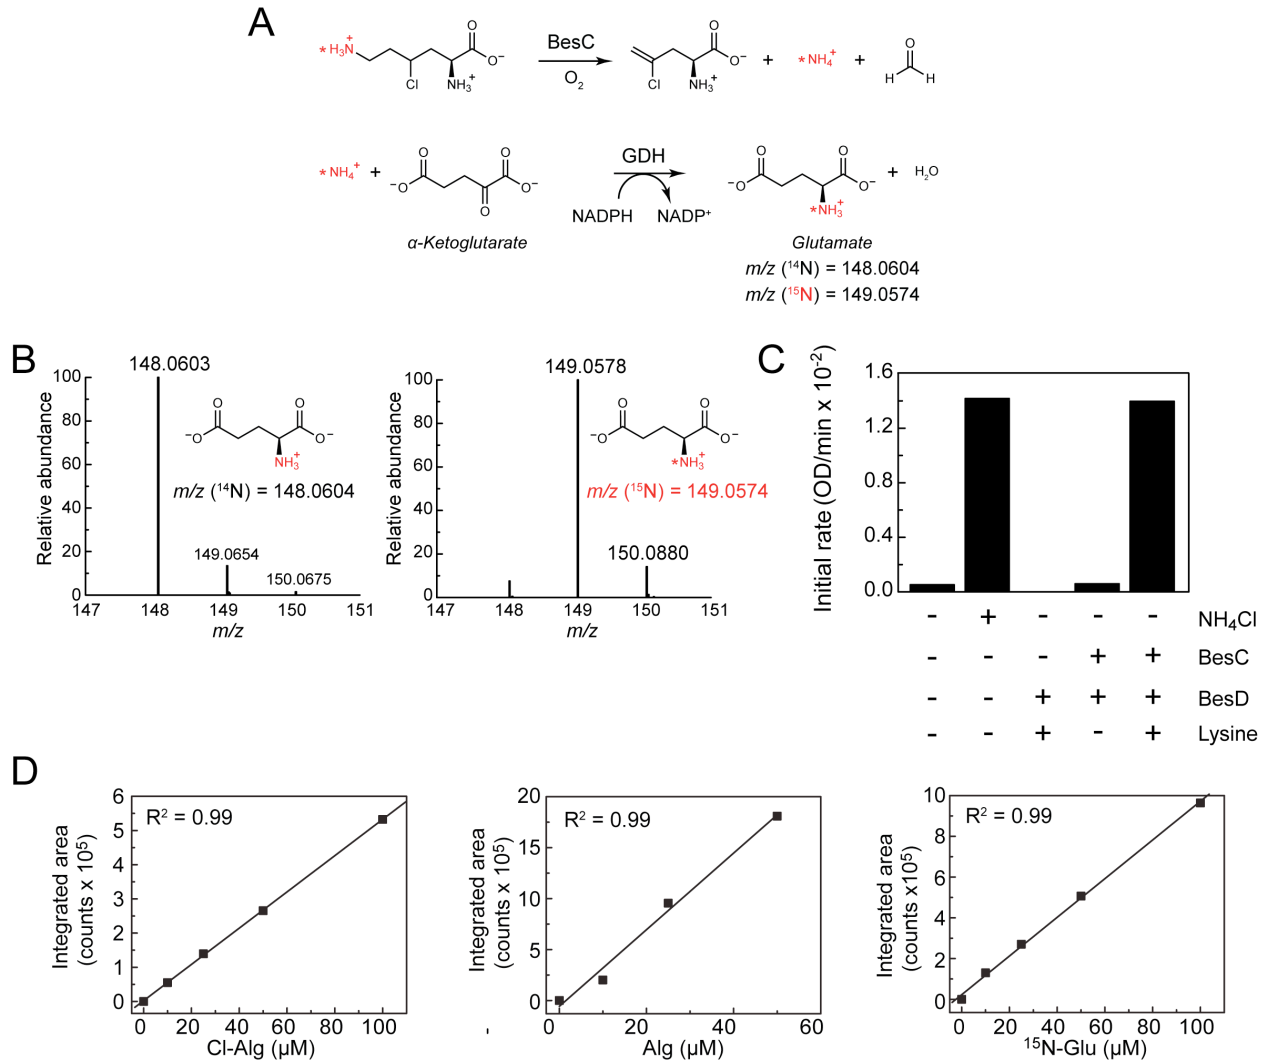 A
*H₃N⁺
O
O⁻
Cl
NH₃⁺
BesC
O₂
O
O⁻
Cl
NH₃⁺
+
*NH₄⁺
+
O
H H
*NH₄⁺ +
⁻O
O
O
O
O⁻
GDH
NADPH NADP⁺
⁻O
O
O
O⁻
*NH₃⁺
+ H₂O
α-Ketoglutarate
Glutamate
m/z (¹⁴N) = 148.0604
m/z (¹⁵N) = 149.0574
B
Relative abundance
100
80
60
40
20
0
148.0603
O
O
⁻O
O⁻
NH₃⁺
m/z (¹⁴N) = 148.0604
149.0654
150.0675
147 148 149 150 151
m/z
Relative abundance
100
80
60
40
20
0
149.0578
O
O
⁻O
O⁻
*NH₃⁺
m/z (¹⁵N) = 149.0574
150.0880
147 148 149 150 151
m/z
C
Initial rate (OD/min x 10⁻²)
1.6
1.2
0.8
0.4
0.0
- + - - - NH₄Cl
- - - + + BesC
- - + + + BesD
- - + - + Lysine
D
Integrated area
(counts x 10⁵)
6
5
4
3
2
1
0
R² = 0.99
0 20 40 60 80 100
Cl-Alg (µM)
Integrated area
(counts x 10⁵)
20
15
10
5
0
R² = 0.99
0 20 40 60
Alg (µM)
Integrated area
(counts x10⁵)
10
8
6
4
2
0
R² = 0.99
0 20 40 60 80 100
¹⁵N-Glu (µM)